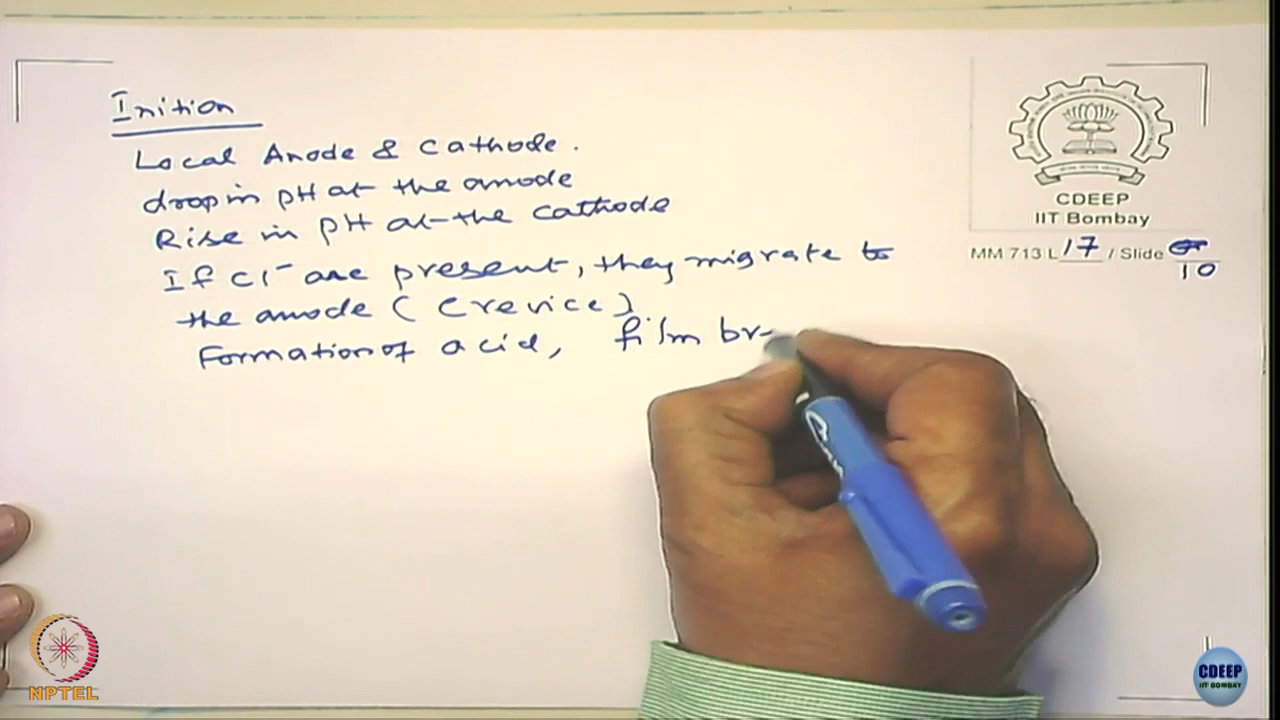 Inition
Local Anode & Cathode.
drop in pH at the anode
Rise in pH at the Cathode
If Cl⁻ are present, they migrate to
the anode (Crevice)
Formation of acid, film br
CDEEP
IIT Bombay
MM 713 L 17 / Slide
10
NPTEL
CDEEP
IIT BOMBAY